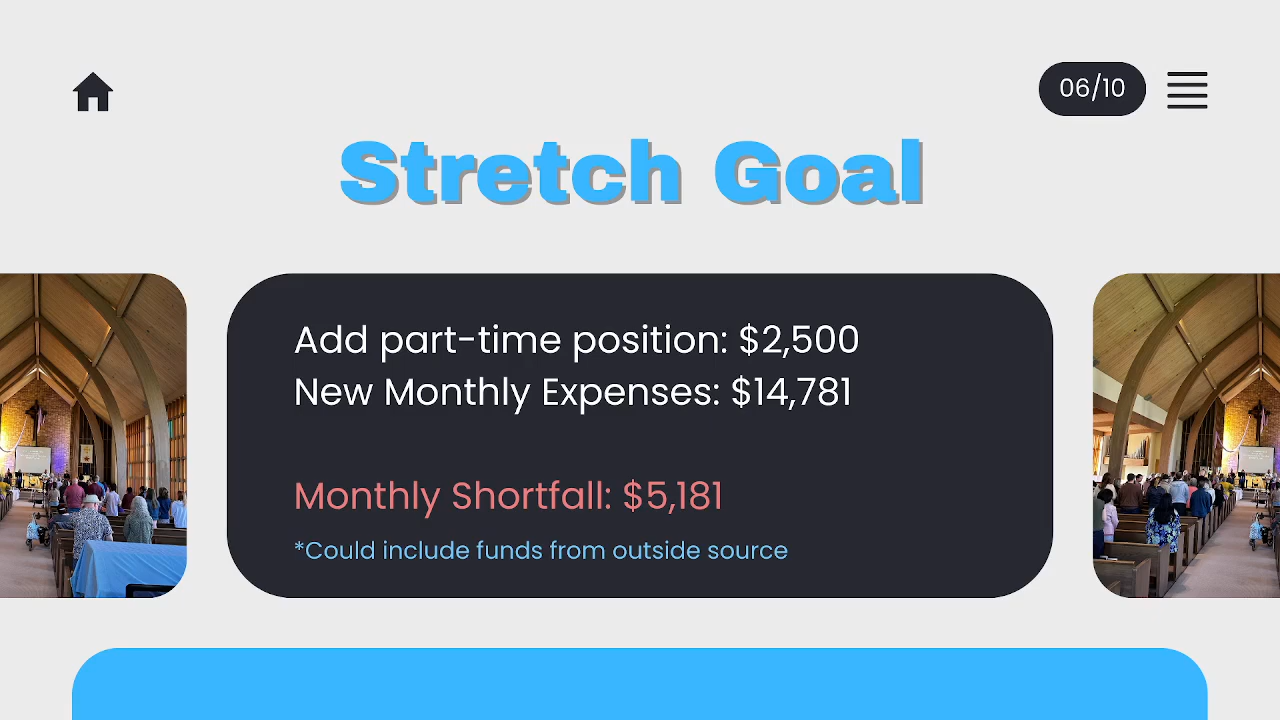 06/10
Stretch Goal
Add part-time position: $2,500
New Monthly Expenses: $14,781
Monthly Shortfall: $5,181
*Could include funds from outside source